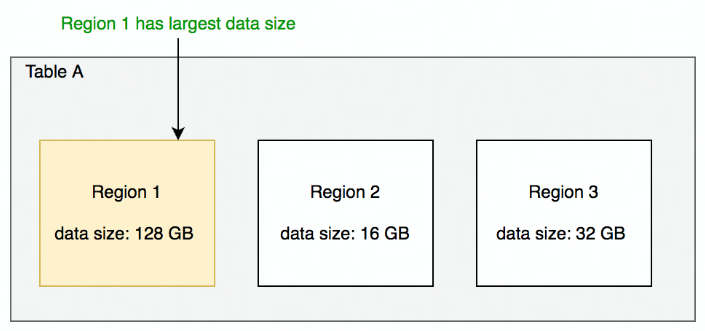 Region 1 has largest data size
Table A
Region 1
data size: 128 GB
Region 2
data size: 16 GB
Region 3
data size: 32 GB